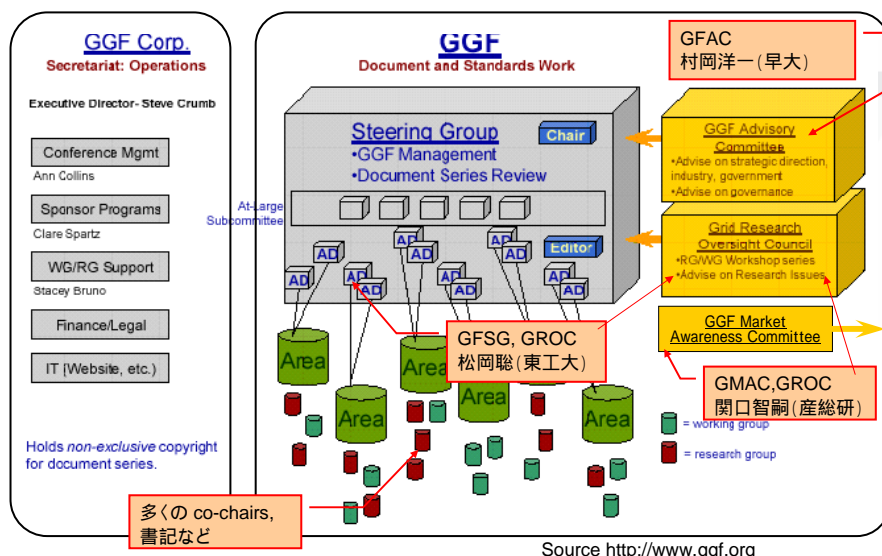 GGF Corp.
Secretariat: Operations
Executive Director- Steve Crumb
Conference Mgmt
Ann Collins
Sponsor Programs
Clare Spartz
WG/RG Support
Stacey Bruno
Finance/Legal
IT (Website, etc.)
Holds non-exclusive copyright
for document series.
GGF
Document and Standards Work
Steering Group
•GGF Management
•Document Series Review
Chair
At-Large
Subcommittee
AD
AD
AD
AD
AD
AD
AD
AD
AD
AD
AD
AD
Editor
Area
Area
Area
Area
Area
Area
GFAC
村岡洋一(早大)
GGF Advisory
Committee
•Advise on strategic direction,
industry, government
•Advise on governance
Grid Research
Oversight Council
•RG/WG Workshop series
•Advise on Research Issues
GGF Market
Awareness Committee
GFSG, GROC
松岡聡(東工大)
GMAC,GROC
関口智嗣(産総研)
= working group
= research group
多くの co-chairs,
書記など
Source http://www.ggf.org